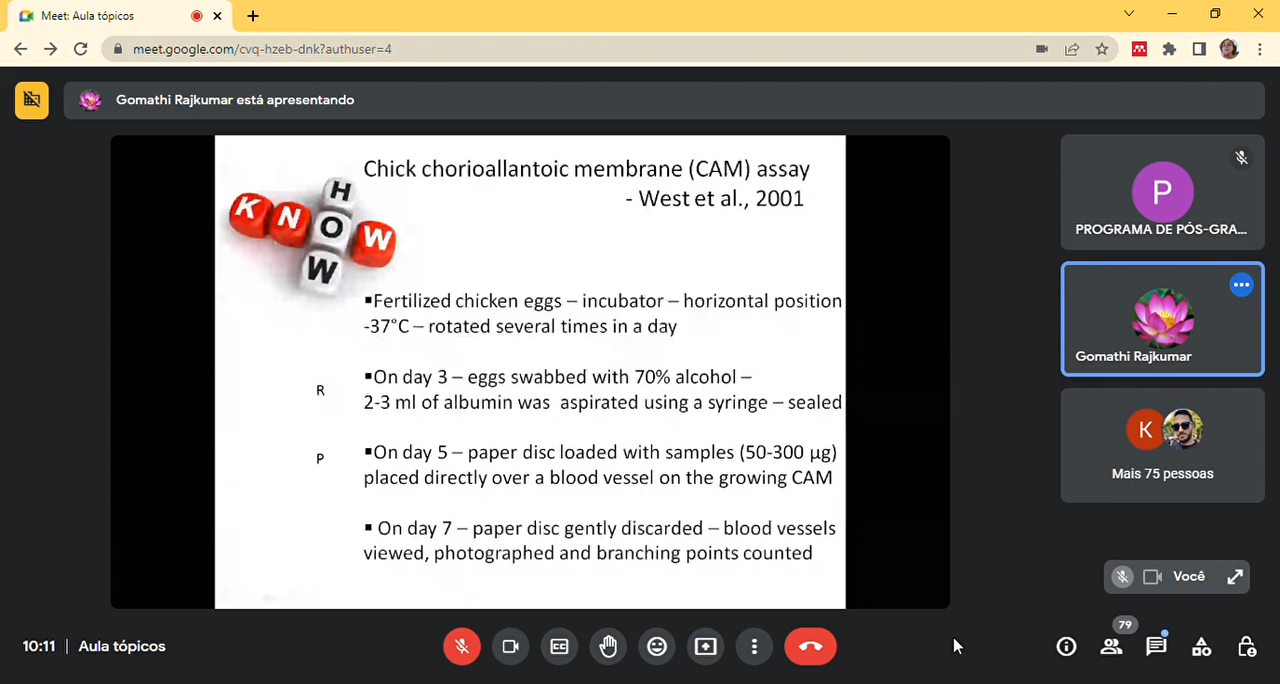 Meet: Aula tópicos
meet.google.com/cvq-hzeb-dnk?authuser=4
Gomathi Rajkumar está apresentando
Chick chorioallantoic membrane (CAM) assay
- West et al., 2001
H
KNOW
W
▪Fertilized chicken eggs – incubator – horizontal position
-37°C – rotated several times in a day
▪On day 3 – eggs swabbed with 70% alcohol –
R
2-3 ml of albumin was aspirated using a syringe – sealed
▪On day 5 – paper disc loaded with samples (50-300 µg)
P
placed directly over a blood vessel on the growing CAM
▪ On day 7 – paper disc gently discarded – blood vessels
viewed, photographed and branching points counted
P
PROGRAMA DE PÓS-GRA...
Gomathi Rajkumar
K
Mais 75 pessoas
Você
10:11 | Aula tópicos
79